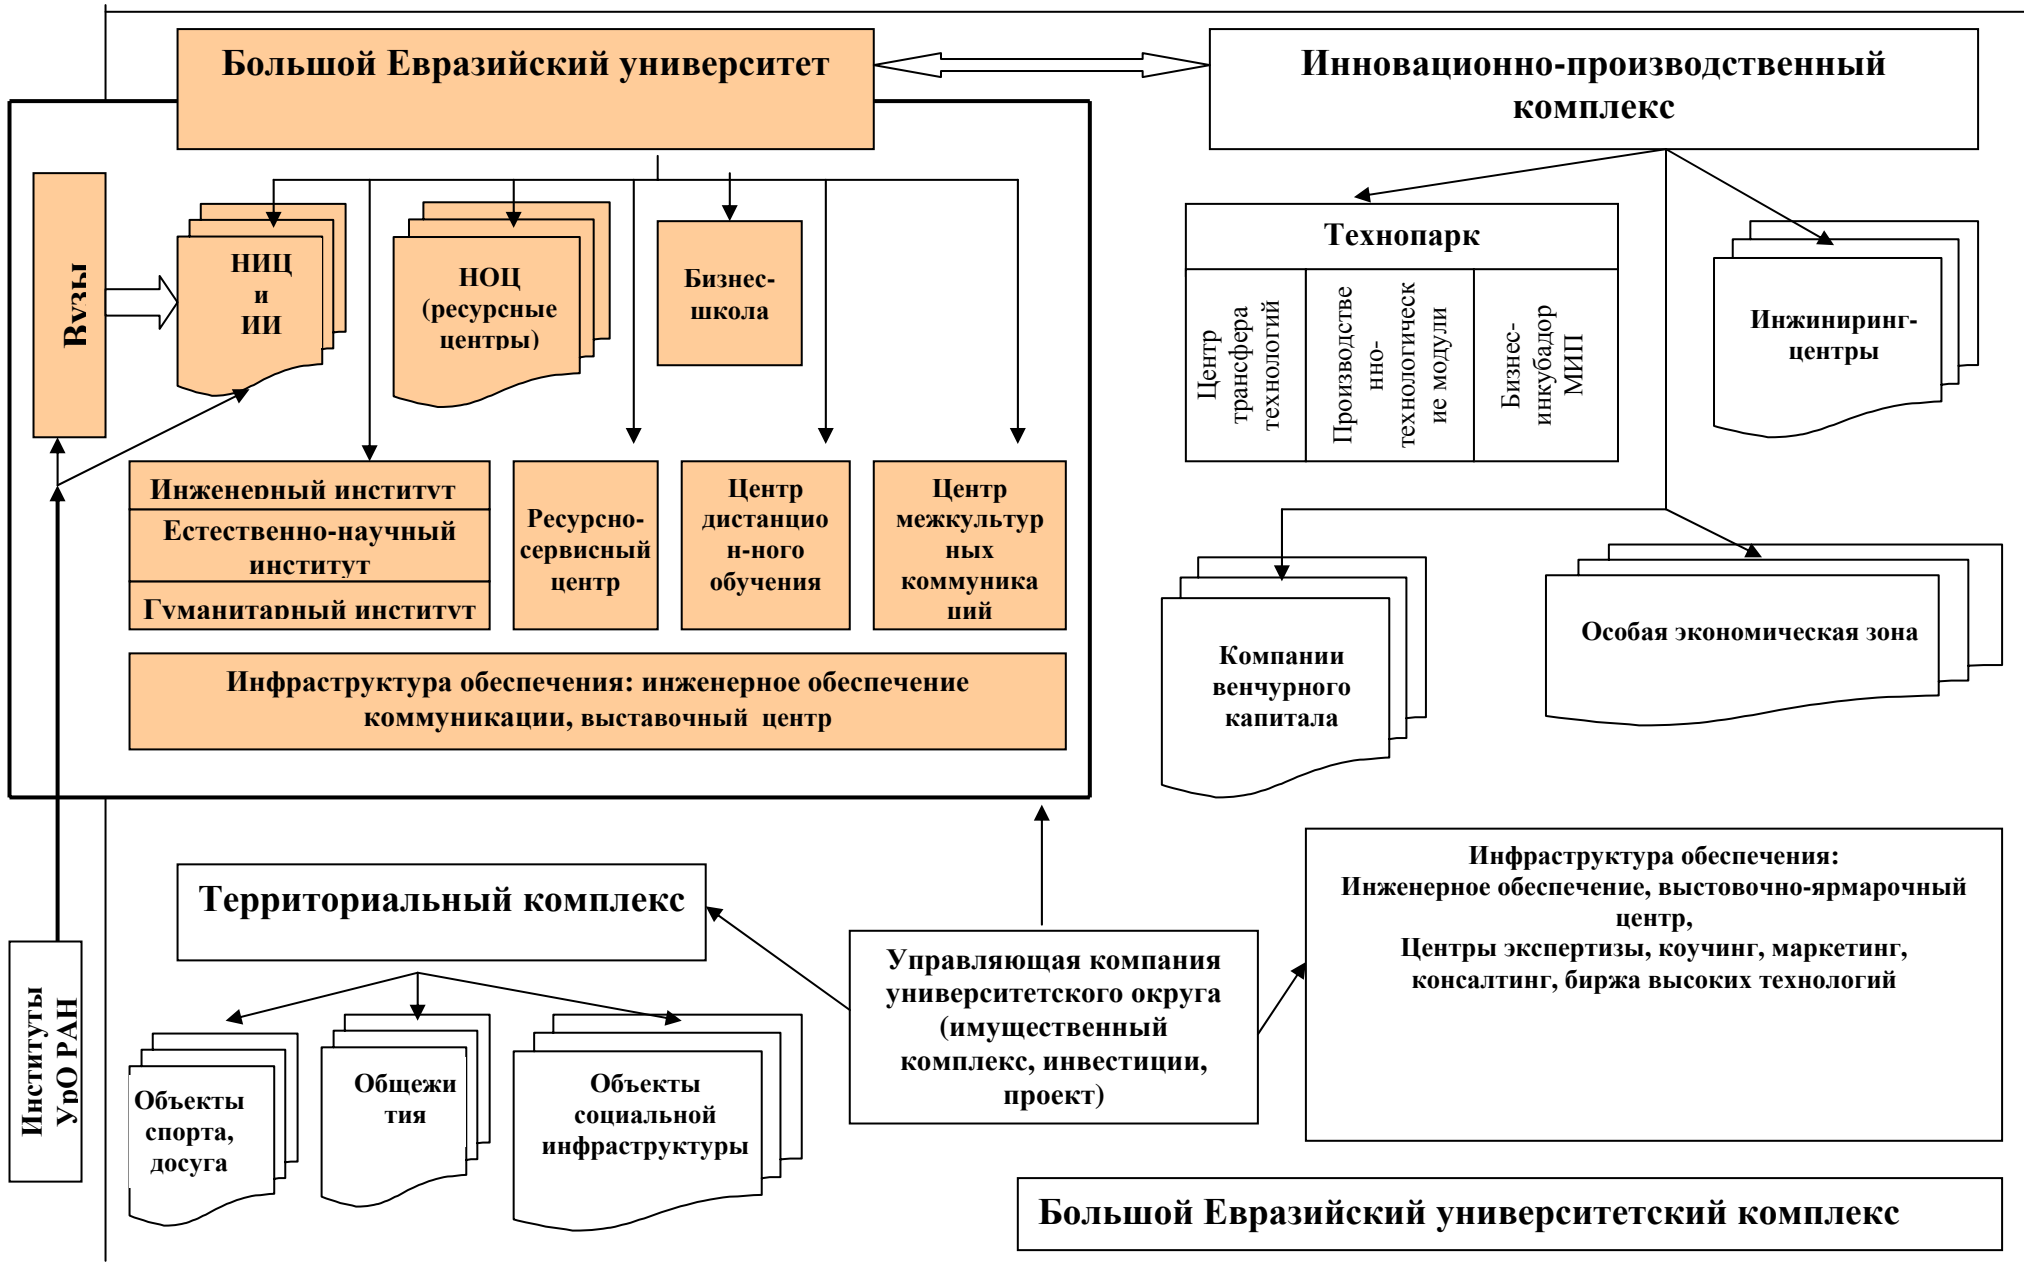 Большой Евразийский университет
Инновационно-производственный
комплекс
Вузы
НИЦ
и
ИИ
НОЦ
(ресурсные
центры)
Бизнес-
школа
Технопарк
Центр
трансфера
технологий
Производстве
нно-
технологическ
ие модули
Бизнес-
инкубадор
МИП
Инжиниринг-
центры
Инженерный институт
Естественно-научный
институт
Гуманитарный институт
Ресурсно-
сервисный
центр
Центр
дистанцио
н-ного
обучения
Центр
межкультур
ных
коммуника
ций
Инфраструктура обеспечения: инженерное обеспечение
коммуникации, выставочный центр
Компании
венчурного
капитала
Особая экономическая зона
Территориальный комплекс
Институты
УрО РАН
Объекты
спорта,
досуга
Общежи
тия
Объекты
социальной
инфраструктуры
Управляющая компания
университетского округа
(имущественный
комплекс, инвестиции,
проект)
Инфраструктура обеспечения:
Инженерное обеспечение, выстовочно-ярмарочный
центр,
Центры экспертизы, коучинг, маркетинг,
консалтинг, биржа высоких технологий
Большой Евразийский университетский комплекс